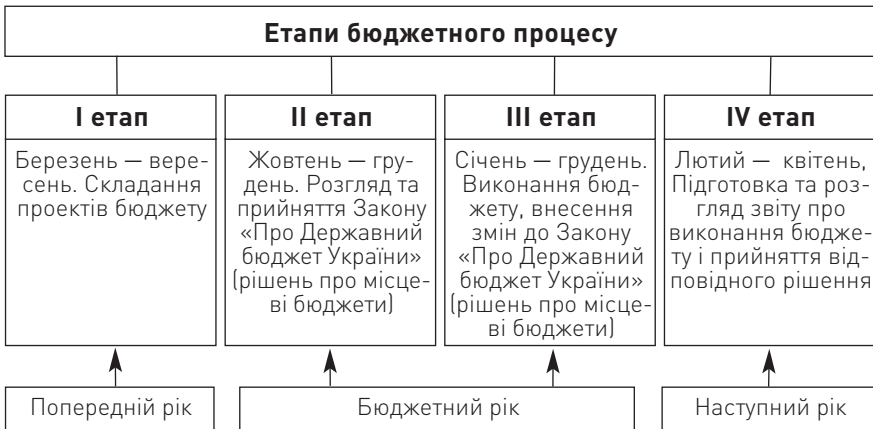 Етапи бюджетного процесу
І етап
Березень — вере-
сень. Складання
проектів бюджету
ІІ етап
Жовтень — гру-
день. Розгляд та
прийняття Закону
«Про Державний
бюджет України»
(рішень про місце-
ві бюджети)
ІІІ етап
Січень — грудень.
Виконання бюд-
жету, внесення
змін до Закону
«Про Державний
бюджет України»
(рішень про місце-
ві бюджети)
IV етап
Лютий — квітень,
Підготовка та роз-
гляд звіту про
виконання бюдже-
ту і прийняття від-
повідного рішення
Попередній рік
Бюджетний рік
Наступний рік